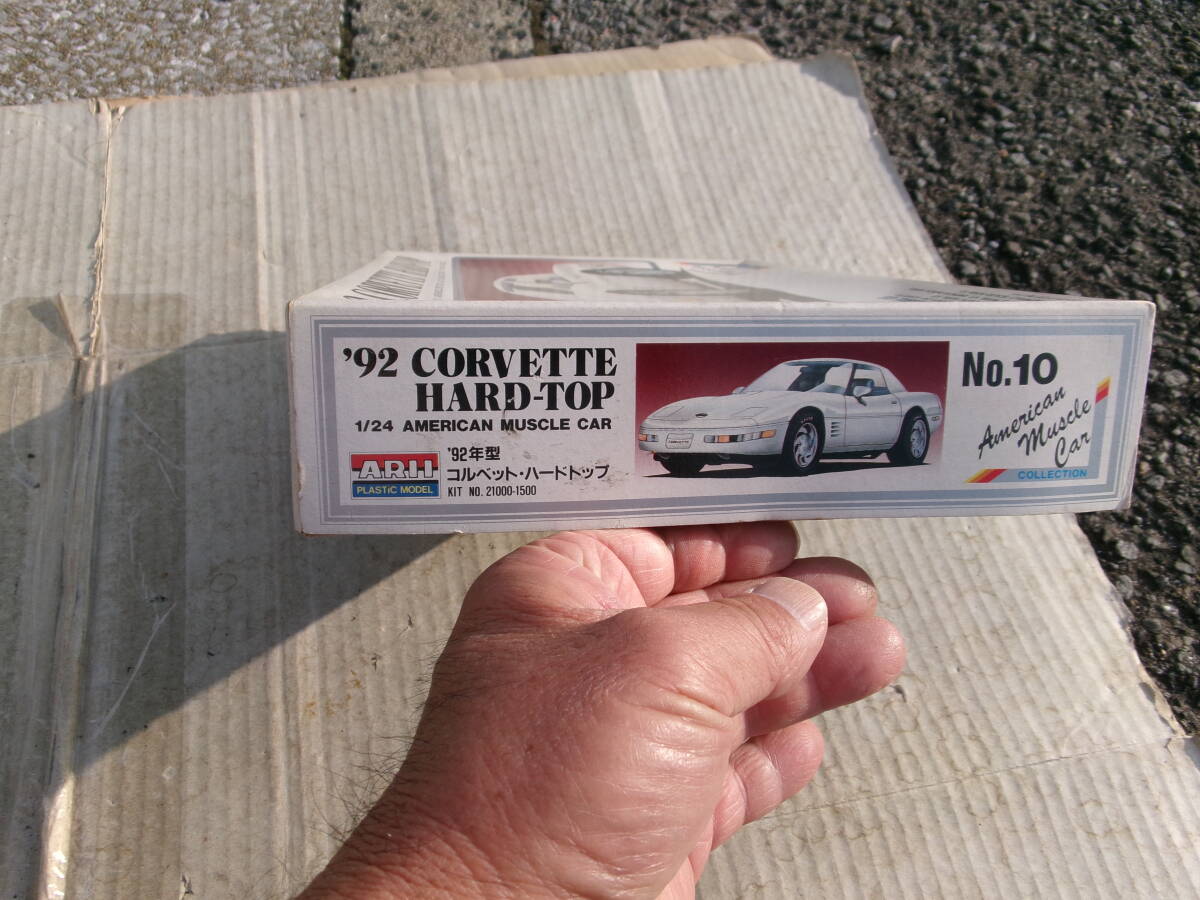 '92 CORVETTE
HARD-TOP
1/24 AMERICAN MUSCLE CAR
ARII
PLASTIC MODEL
'92年型
コルベット・ハードトップ
KIT NO. 21000-1500
No.10
American
Muscle
Car
COLLECTION